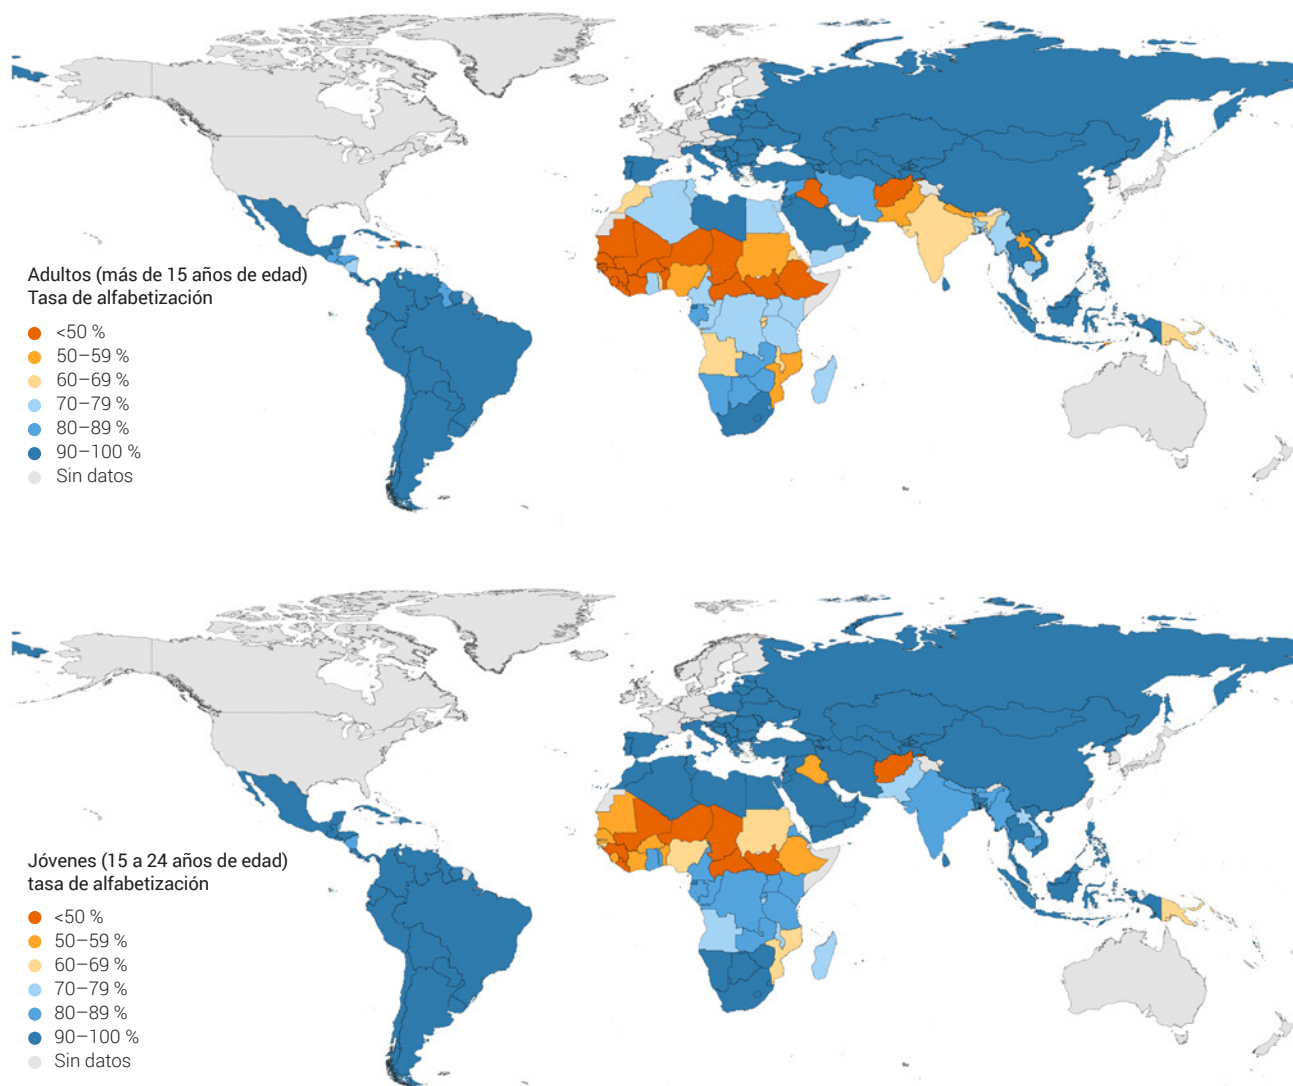 Adultos (más de 15 años de edad)
Tasa de alfabetización
<50 %
50–59 %
60–69 %
70–79 %
80–89 %
90–100 %
Sin datos
Jóvenes (15 a 24 años de edad)
tasa de alfabetización
<50 %
50–59 %
60–69 %
70–79 %
80–89 %
90–100 %
Sin datos